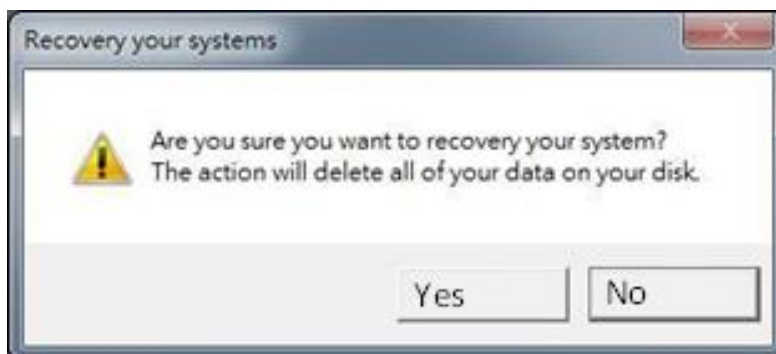 Recovery your systems
Are you sure you want to recovery your system?
The action will delete all of your data on your disk.
Yes
No